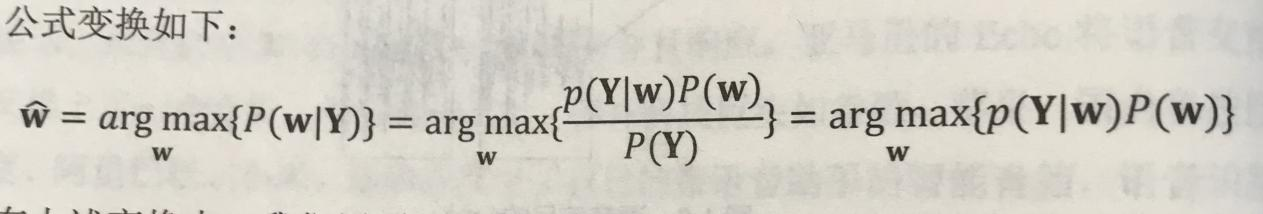 公式变换如下：
ŵ = arg max{P(w|Y)} = arg max{p(Y|w)P(w)/P(Y)} = arg max{p(Y|w)P(w)}
w w w